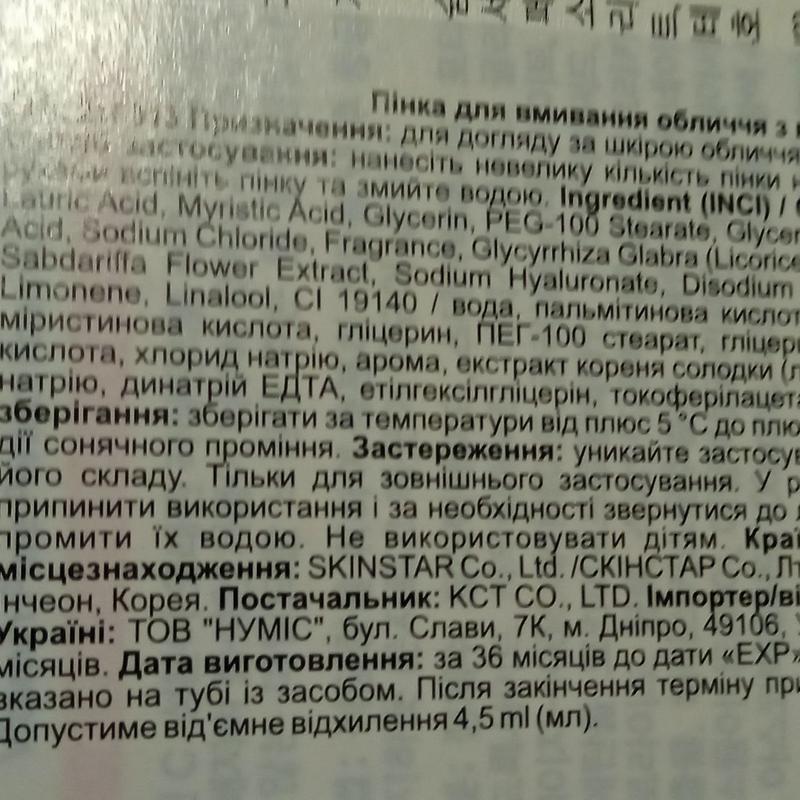 Пінка для вмивання обличчя з
Призначення: для догляду за шкірою обличчя
застосування: нанесіть невелику кількість пінки
руками вспініть пінку та змийте водою. Ingredient (INCI) /
Lauric Acid, Myristic Acid, Glycerin, PEG-100 Stearate,
Acid, Sodium Chloride, Fragrance, Glycyrrhiza Glabra (Licorice
Sabdariffa Flower Extract, Sodium Hyaluronate, Disodium
Limonene, Linalool, CI 19140 / вода, пальмітинова
міристинова кислота, гліцерин, ПЕГ-100 стеарат,
кислота, хлорид натрію, арома, екстракт кореня солодки
натрію, динатрій ЕДТА, етілгексілгліцерін,
зберігання: зберігати за температури від плюс 5 °С до
дії сонячного проміння. Застереження: уникайте
його складу. Тільки для зовнішнього застосування. У
припинити використання і за необхідності звернутися до
промити їх водою. Не використовувати дітям.
місцезнаходження: SKINSTAR Co., Ltd. /СКІНСТАР Co.,
Інчеон, Корея. Постачальник: KCT CO., LTD.
Україні: ТОВ "НУМІС", бул. Слави, 7К, м. Дніпро, 49106,
місяців. Дата виготовлення: за 36 місяців до дати «EXP»
вказано на тубі із засобом. Після закінчення терміну
Допустиме від'ємне відхилення 4,5 ml (мл).